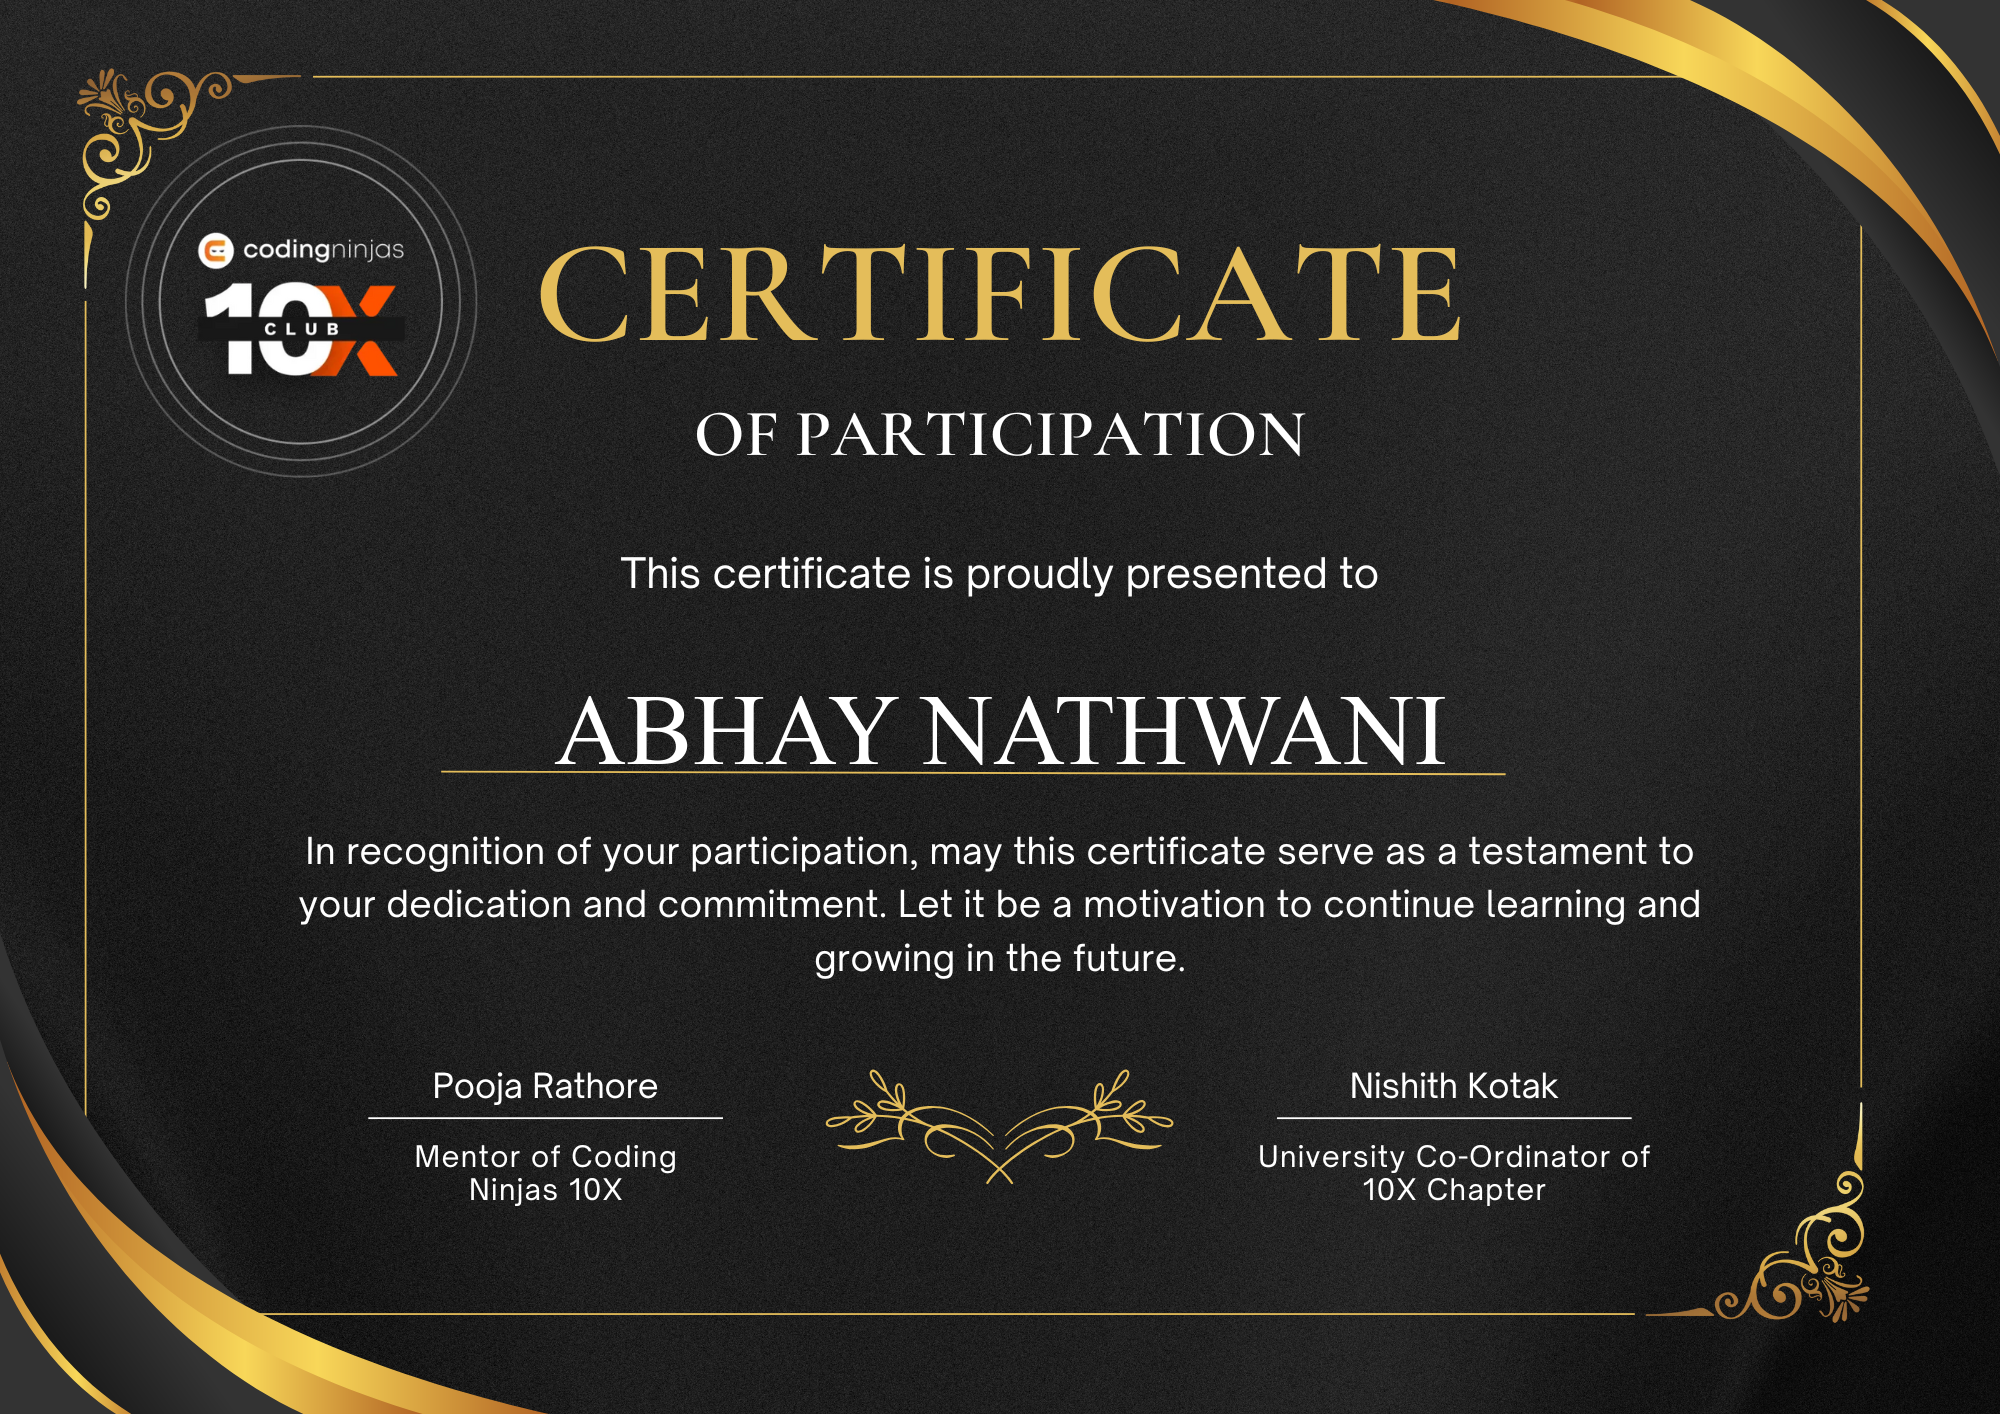 codingninjas
10X
CLUB
CERTIFICATE
OF PARTICIPATION
This certificate is proudly presented to
ABHAY NATHWANI
In recognition of your participation, may this certificate serve as a testament to
your dedication and commitment. Let it be a motivation to continue learning and
growing in the future.
Pooja Rathore
Mentor of Coding
Ninjas 10X
Nishith Kotak
University Co-Ordinator of
10X Chapter